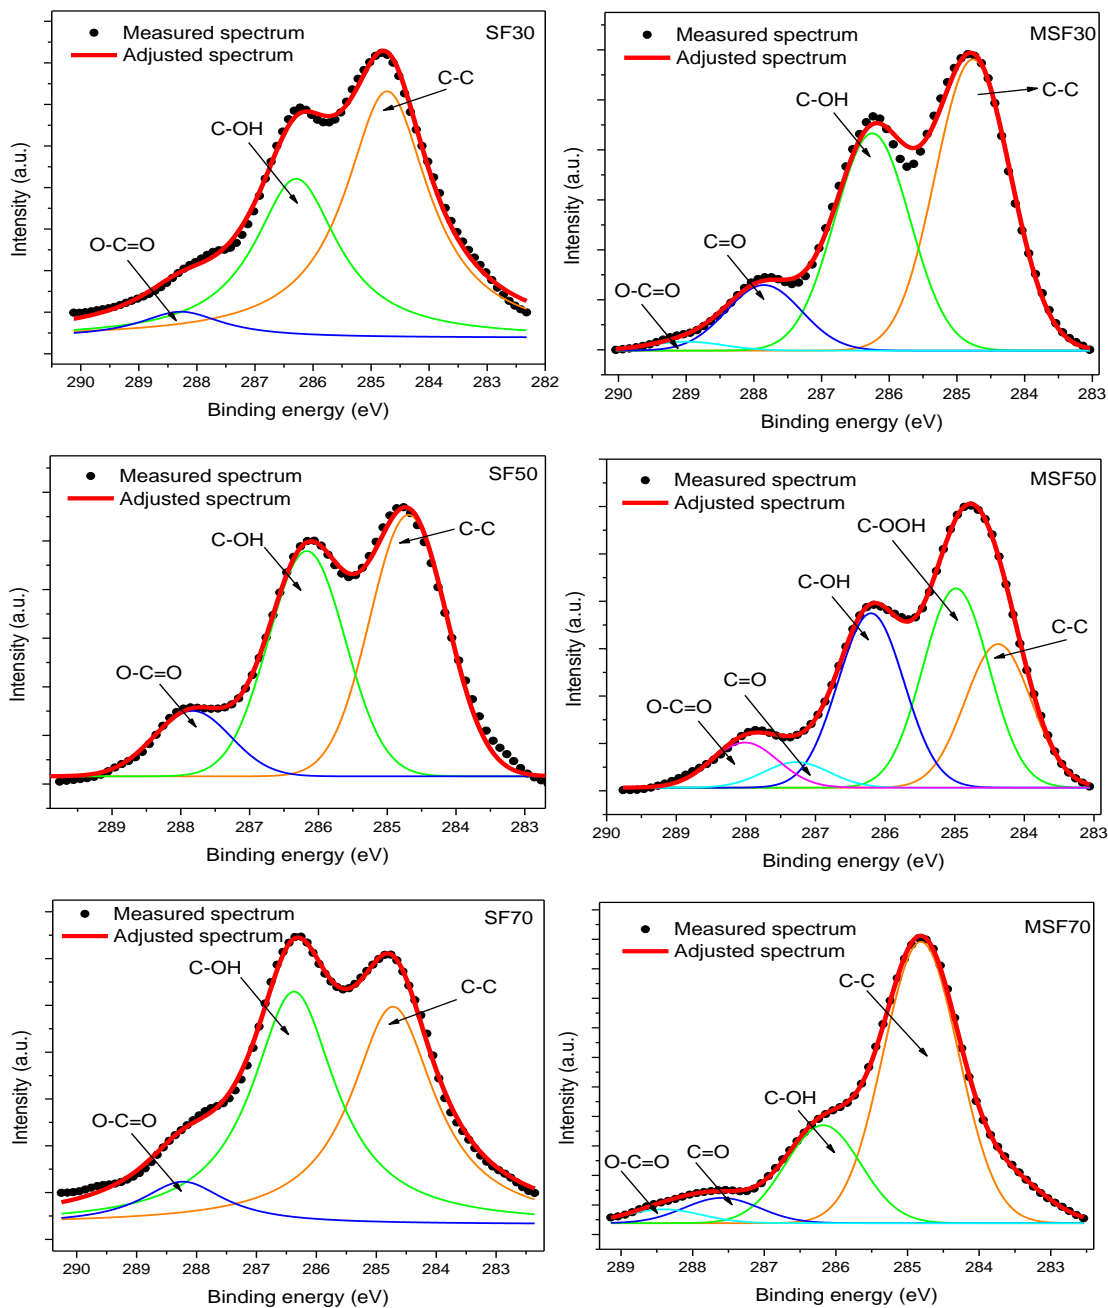 Measured spectrum
Adjusted spectrum
SF30
C-C
C-OH
O-C=O
Intensity (a.u.)
290 289 288 287 286 285 284 283 282
Binding energy (eV)
Measured spectrum
Adjusted spectrum
MSF30
C-C
C-OH
C=O
O-C=O
Intensity (a.u.)
290 289 288 287 286 285 284 283
Binding energy (eV)
Measured spectrum
Adjusted spectrum
SF50
C-OH
C-C
O-C=O
Intensity (a.u.)
289 288 287 286 285 284 283
Binding energy (eV)
Measured spectrum
Adjusted spectrum
MSF50
C-OOH
C-OH
C-C
C=O
O-C=O
Intensity (a.u.)
290 289 288 287 286 285 284 283
Binding energy (eV)
Measured spectrum
Adjusted spectrum
SF70
C-OH
C-C
O-C=O
Intensity (a.u.)
290 289 288 287 286 285 284 283
Binding energy (eV)
Measured spectrum
Adjusted spectrum
MSF70
C-C
C-OH
C=O
O-C=O
Intensity (a.u.)
289 288 287 286 285 284 283
Binding energy (eV)